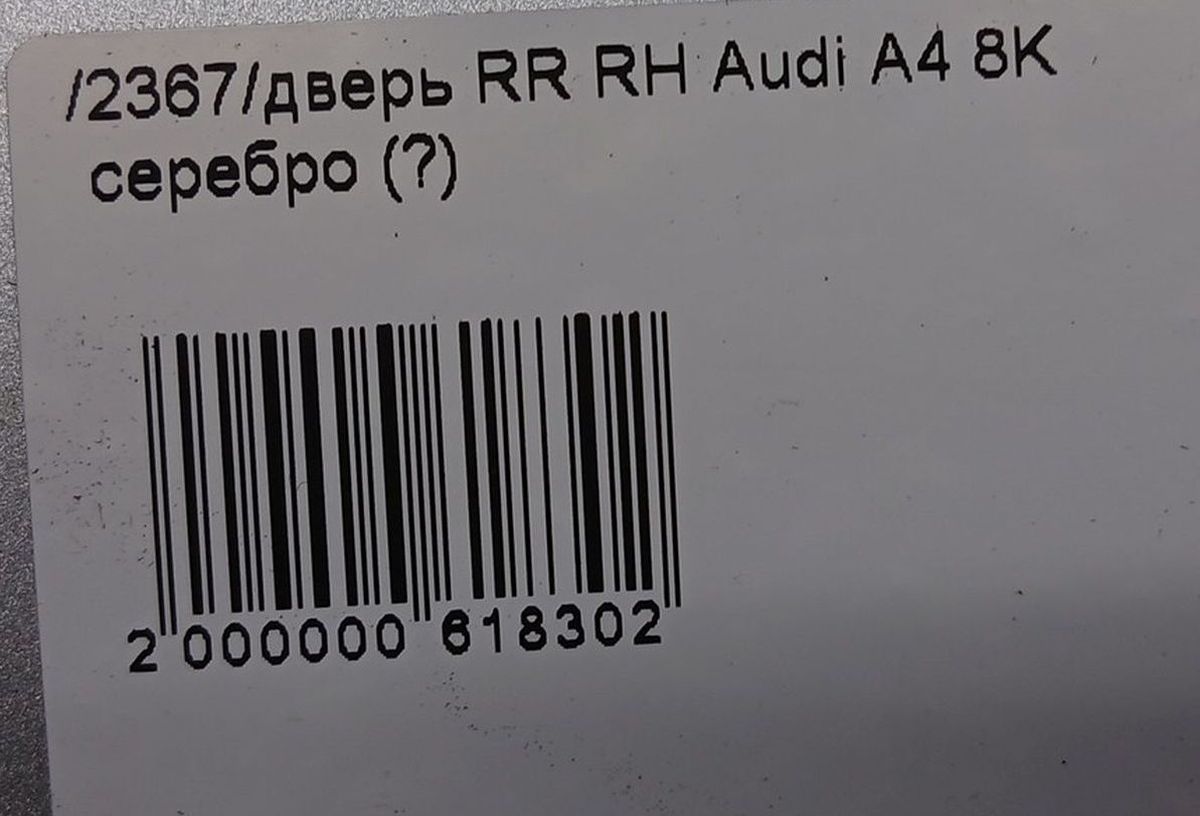 /2367/дверь RR RH Audi A4 8K
серебро (?)
2 000000 618302